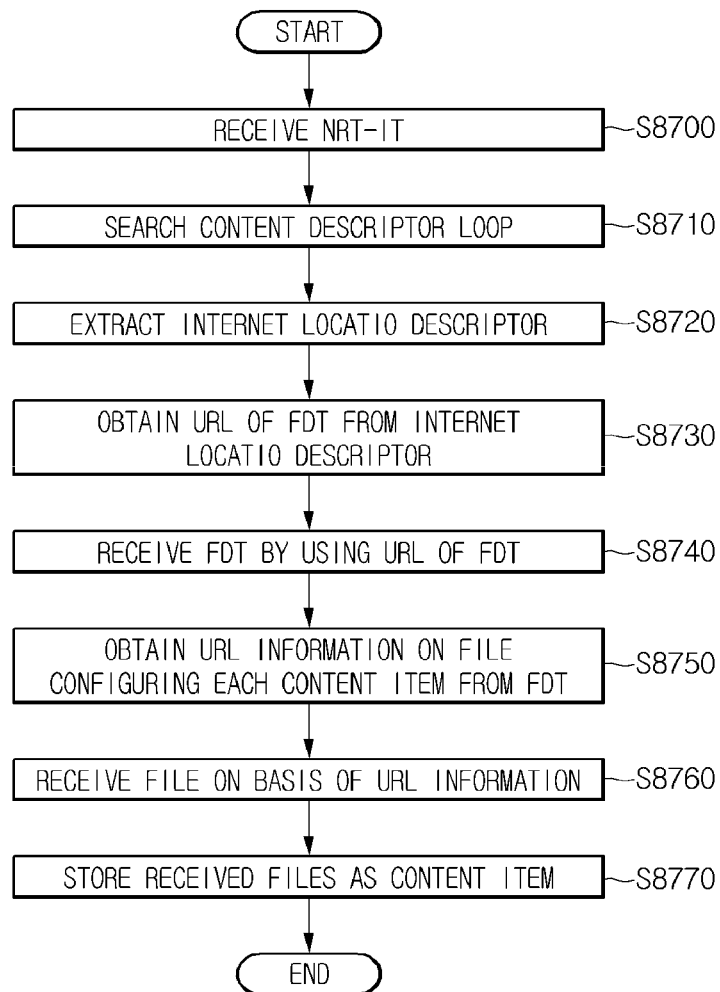 START
RECEIVE NRT-IT
S8700
SEARCH CONTENT DESCRIPTOR LOOP
S8710
EXTRACT INTERNET LOCATIO DESCRIPTOR
S8720
OBTAIN URL OF FDT FROM INTERNET
LOCATIO DESCRIPTOR
S8730
RECEIVE FDT BY USING URL OF FDT
S8740
OBTAIN URL INFORMATION ON FILE
CONFIGURING EACH CONTENT ITEM FROM FDT
S8750
RECEIVE FILE ON BASIS OF URL INFORMATION
S8760
STORE RECEIVED FILES AS CONTENT ITEM
S8770
END